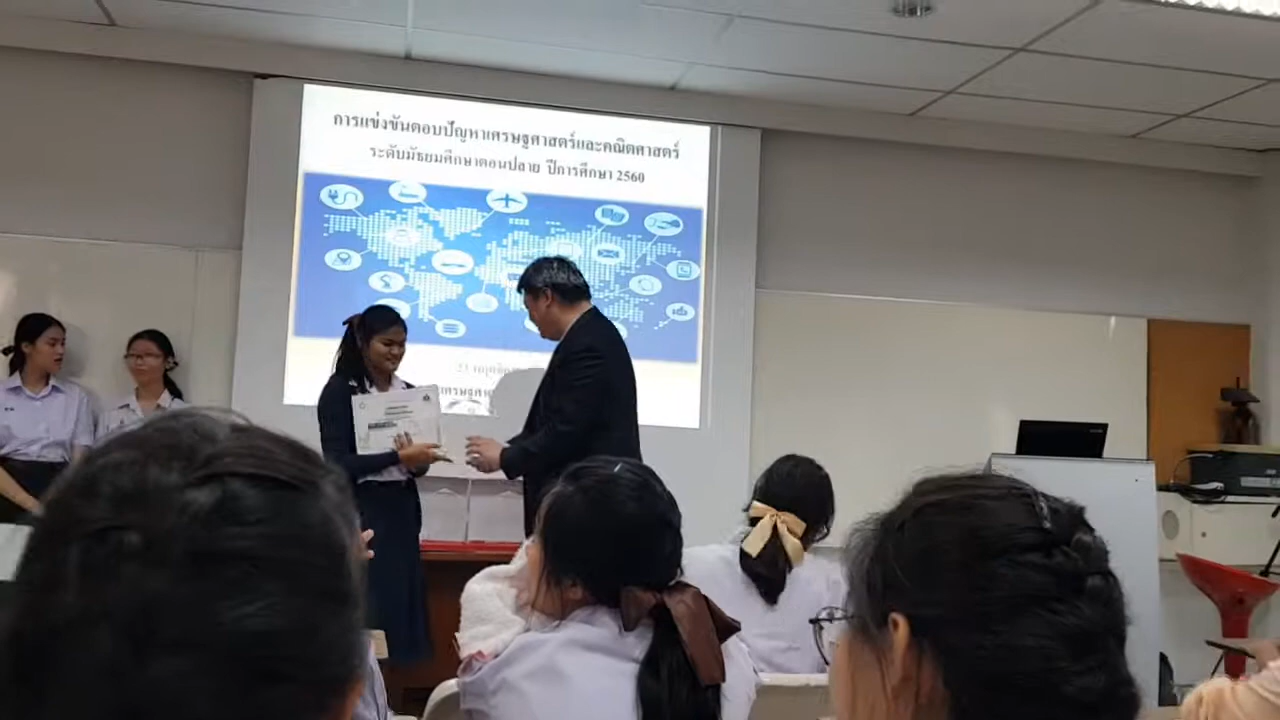 การแข่งขันตอบปัญหาเศรษฐศาสตร์และคณิตศาสตร์
ระดับมัธยมศึกษาตอนปลาย ปีการศึกษา 2560
23